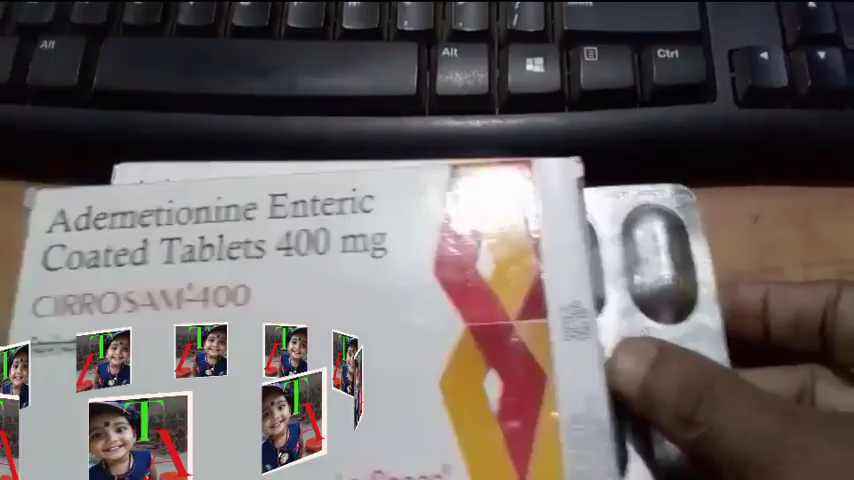 Alt
Alt
Ctrl
Ademetionine Enteric
Coated Tablets 400 mg
CIRROSAM-400